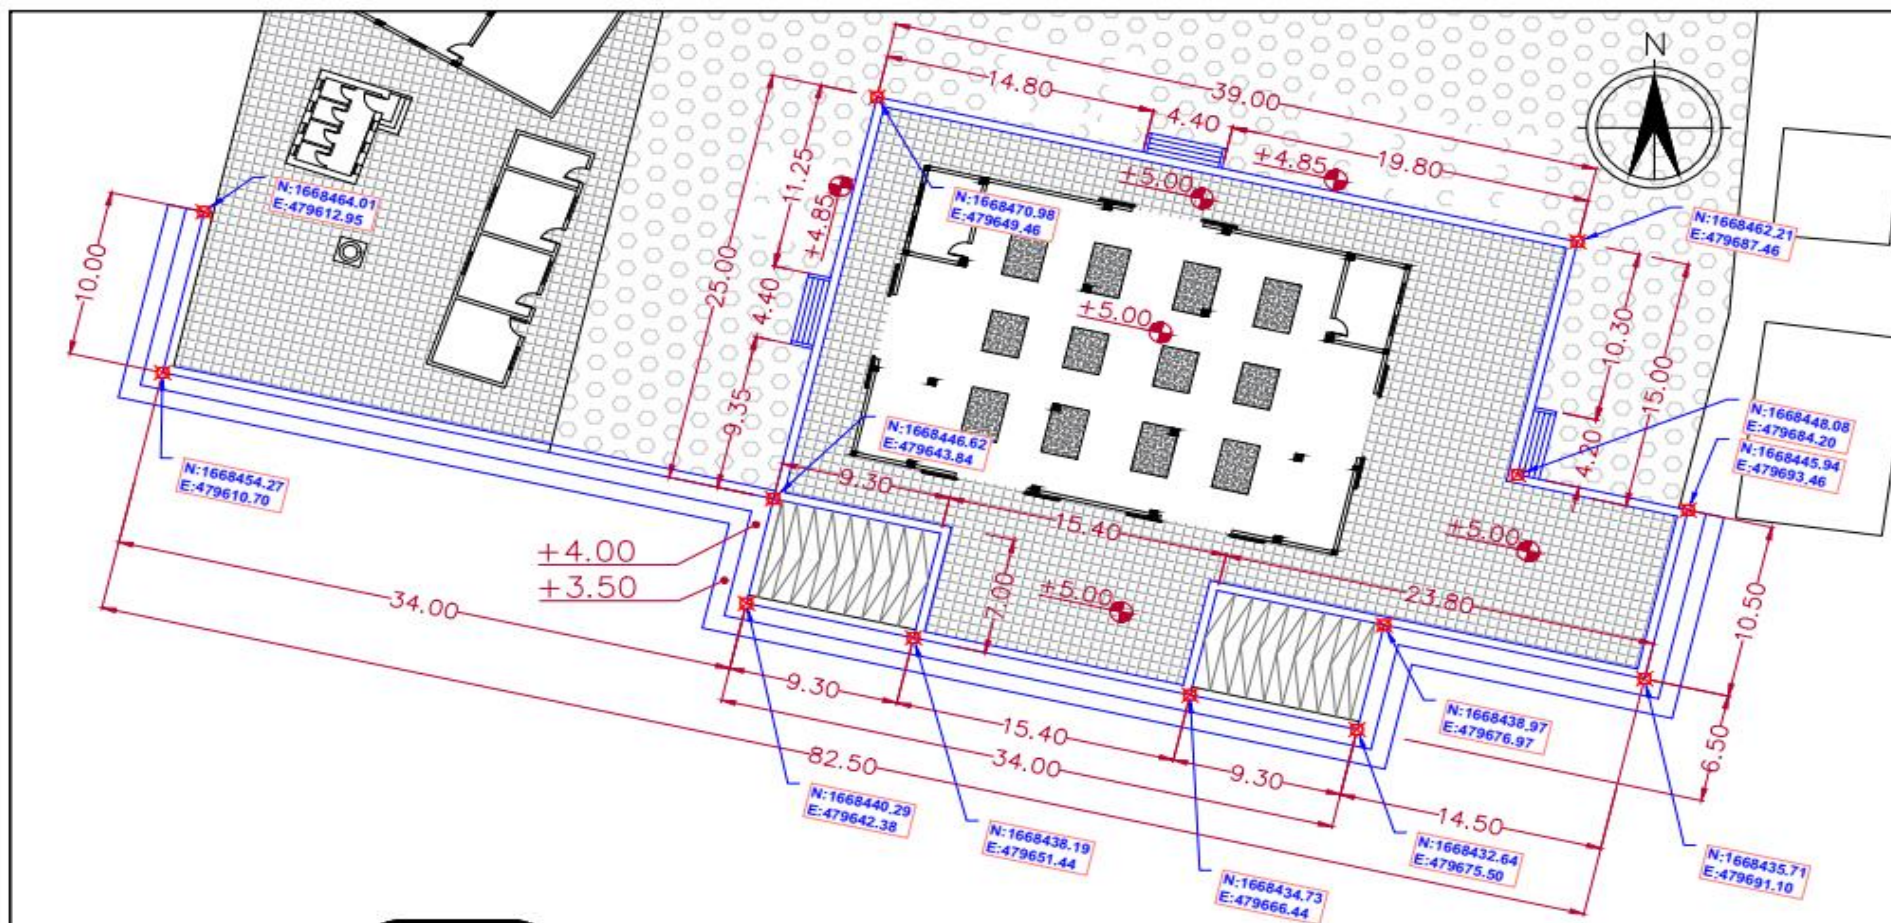 N
39.00
14.80
4.40
19.80
+4.85
+5.00
11.25
+4.85
25.00
4.40
9.35
N:1668464.01
E:479612.95
N:1668470.98
E:479649.46
N:1668462.21
E:479687.46
10.00
+5.00
10.30
15.00
4.20
N:1668448.08
E:479684.20
N:1668445.94
E:479693.46
N:1668446.62
E:479643.84
N:1668454.27
E:479610.70
9.30
15.40
+5.00
23.80
+4.00
+3.50
7.00
+5.00
10.50
34.00
9.30
15.40
34.00
9.30
82.50
14.50
6.50
N:1668438.97
E:479676.97
N:1668440.29
E:479642.38
N:1668438.19
E:479651.44
N:1668434.73
E:479666.44
N:1668432.64
E:479675.50
N:1668435.71
E:479691.10